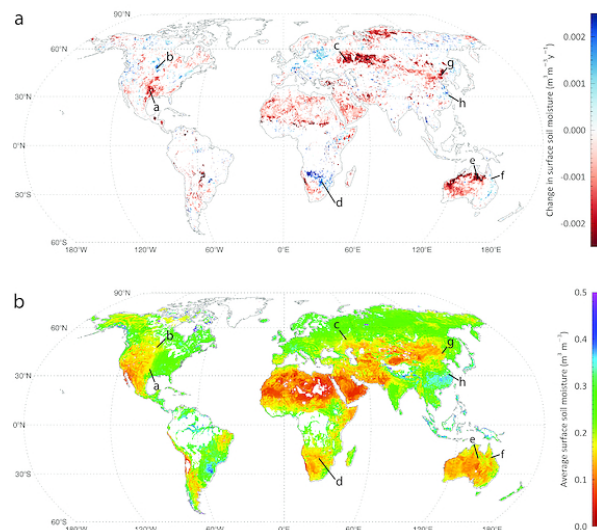 a
90°N
60°N
30°N
0°N
30°S
60°S
180°W
120°W
60°W
0°E
60°E
120°E
180°E
a
b
c
d
e
f
g
h
0.002
0.001
0.000
-0.001
-0.002
Change in surface soil moisture (m³ m⁻³ y⁻¹)
b
90°N
60°N
30°N
0°N
30°S
60°S
180°W
120°W
60°W
0°E
60°E
120°E
180°E
a
b
c
d
e
f
g
h
0.5
0.4
0.3
0.2
0.1
0.0
Average surface soil moisture (m³ m⁻³)